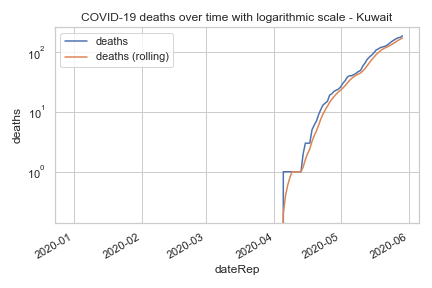 COVID-19 deaths over time with logarithmic scale - Kuwait
deaths
deaths (rolling)
10²
10¹
10⁰
deaths
2020-01
2020-02
2020-03
2020-04
2020-05
2020-06
dateRep